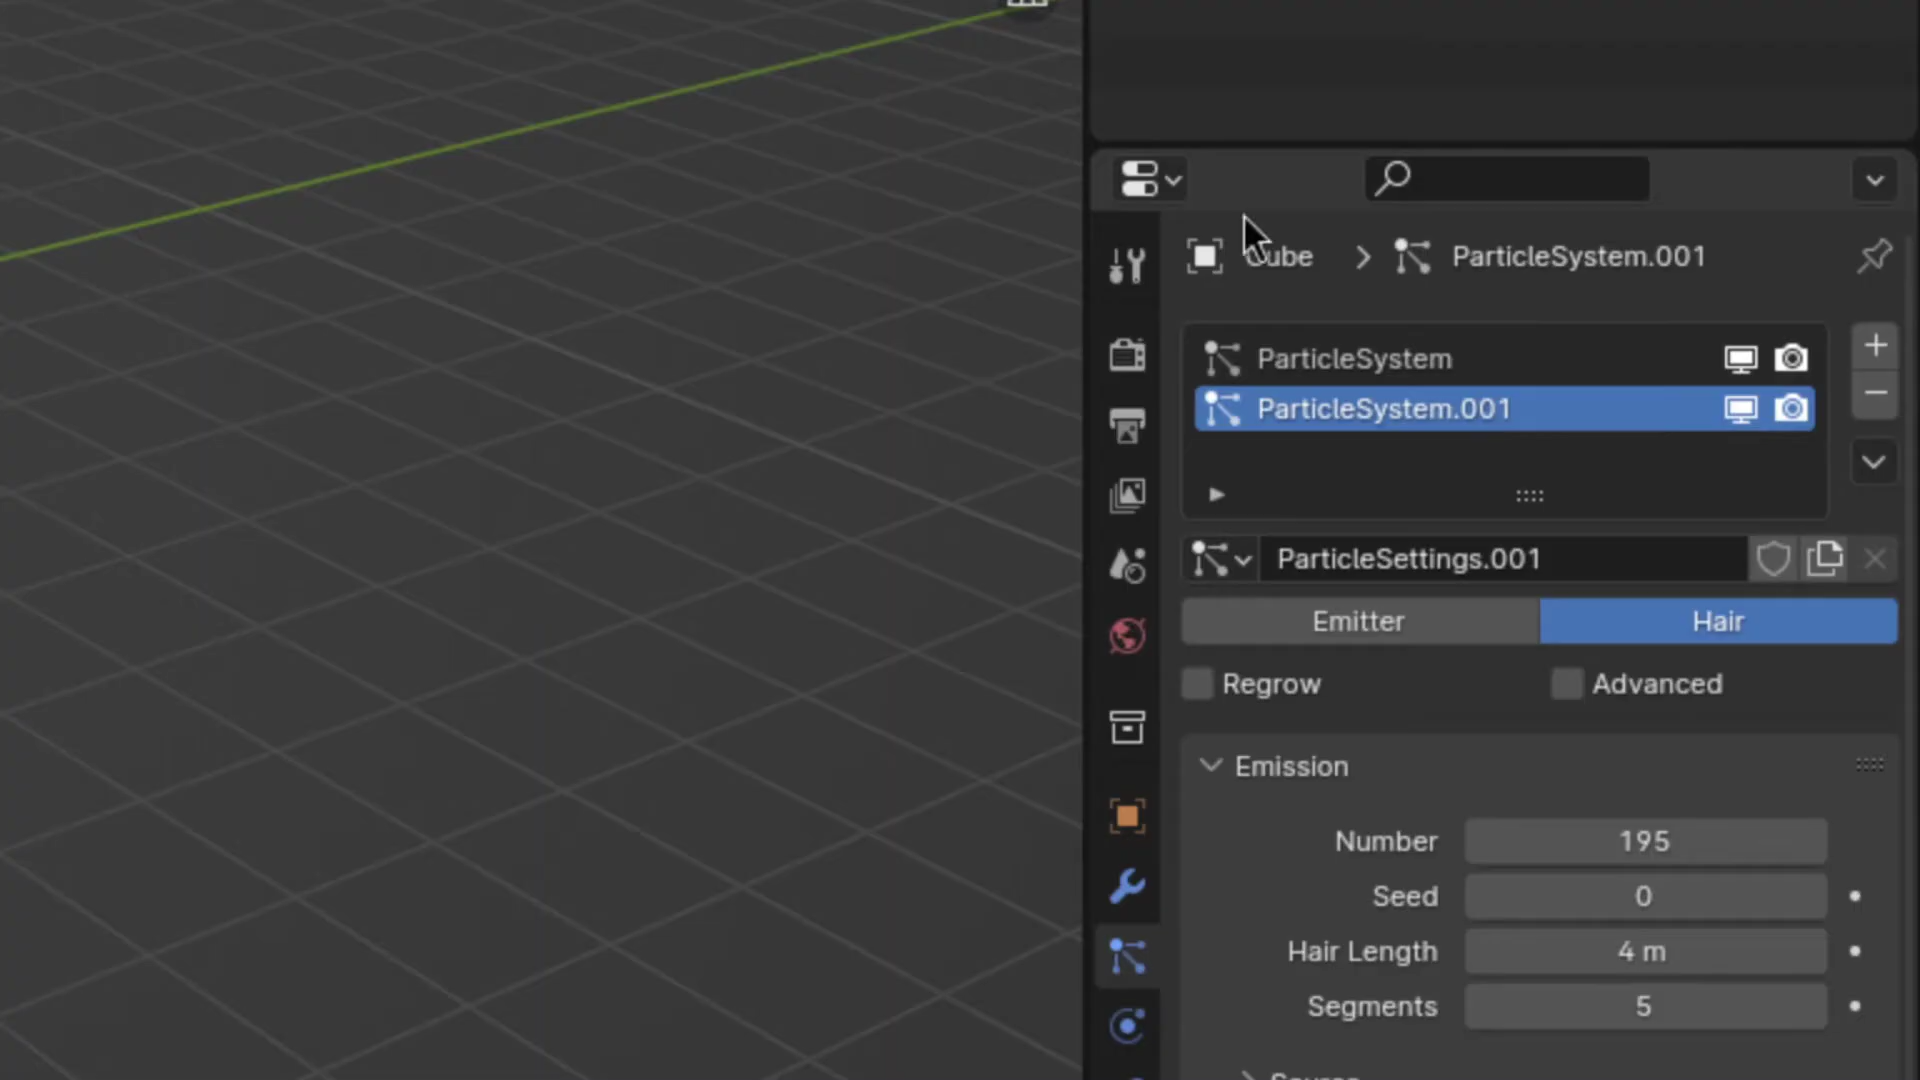 Cube ParticleSystem.001
ParticleSystem
ParticleSystem.001
ParticleSettings.001
Emitter Hair
Regrow Advanced
Emission
Number 195
Seed 0
Hair Length 4 m
Segments 5
Source